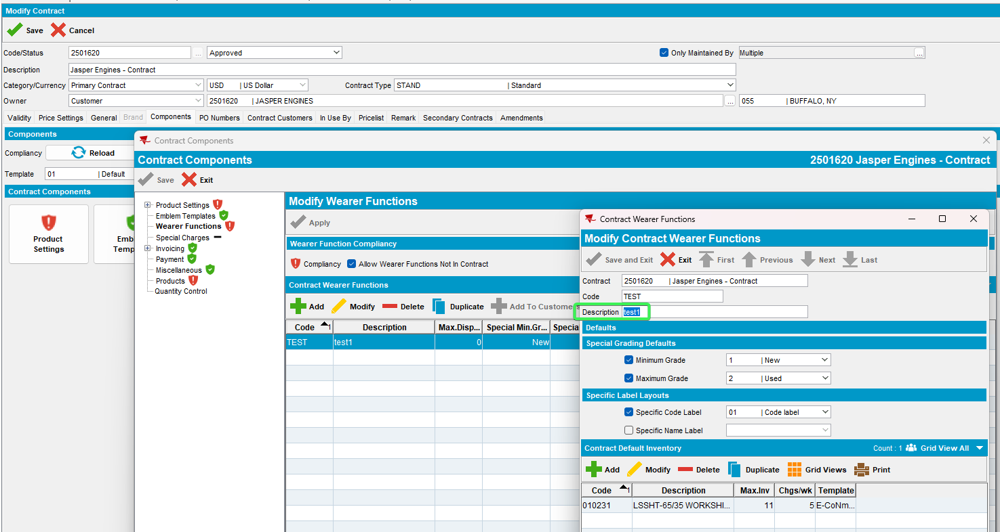 Modify Contract
Save Cancel
Code/Status 2501620 ... Approved Only Maintained By Multiple ...
Description Jasper Engines - Contract
Category/Currency Primary Contract USD | US Dollar Contract Type STAND | Standard
Owner Customer 2501620 | JASPER ENGINES ... 055 | BUFFALO, NY
Validity Price Settings General Brand Components PO Numbers Contract Customers In Use By Pricelist Remark Secondary Contracts Amendments
Components
Compliancy Reload
Template 01 | Default
Contract Components
Product Settings
Emb
Temp
Contract Components
Contract Components 2501620 Jasper Engines - Contract
Save Exit
Product Settings
Emblem Templates
Wearer Functions
Special Charges
Invoicing
Payment
Miscellaneous
Products
Quantity Control
Modify Wearer Functions
Apply
Wearer Function Compliancy
Compliancy Allow Wearer Functions Not In Contract
Contract Wearer Functions
Add Modify Delete Duplicate Add To Custome
Code 1 Description Max.Disp... Special Min.Gr... Special
TEST test1 0 New
Contract Wearer Functions
Modify Contract Wearer Functions
Save and Exit Exit First Previous Next Last
Contract 2501620 | Jasper Engines - Contract
Code TEST
Description test1
Defaults
Special Grading Defaults
Minimum Grade 1 | New
Maximum Grade 2 | Used
Specific Label Layouts
Specific Code Label 01 | Code label
Specific Name Label
Contract Default Inventory Count : 1 Grid View All
Add Modify Delete Duplicate Grid Views Print
Code 1 Description Max.Inv Chgs/wk Template
010231 LSSHT-65/35 WORKSHI... 11 5 E-CoNm...